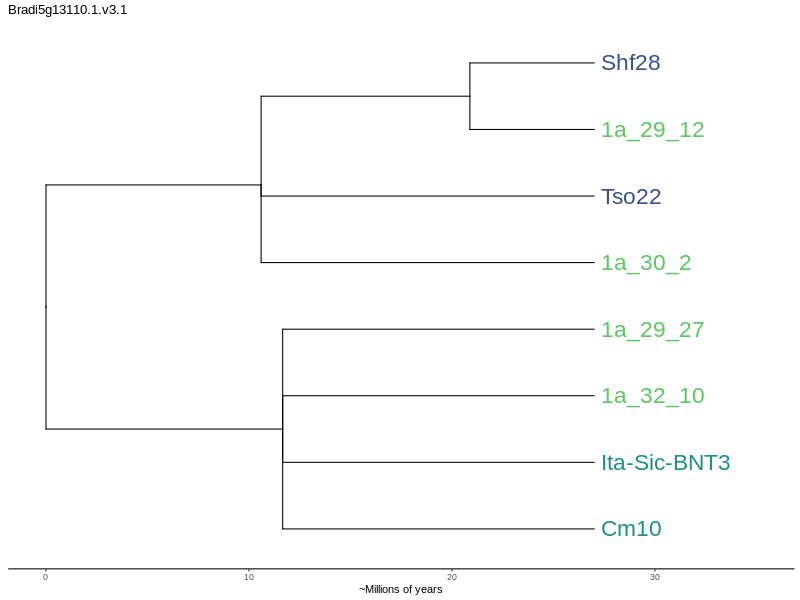 Bradi5g13110.1.v3.1
Shf28
1a_29_12
Tso22
1a_30_2
1a_29_27
1a_32_10
Ita-Sic-BNT3
Cm10
0 10 20 30
~Millions of years